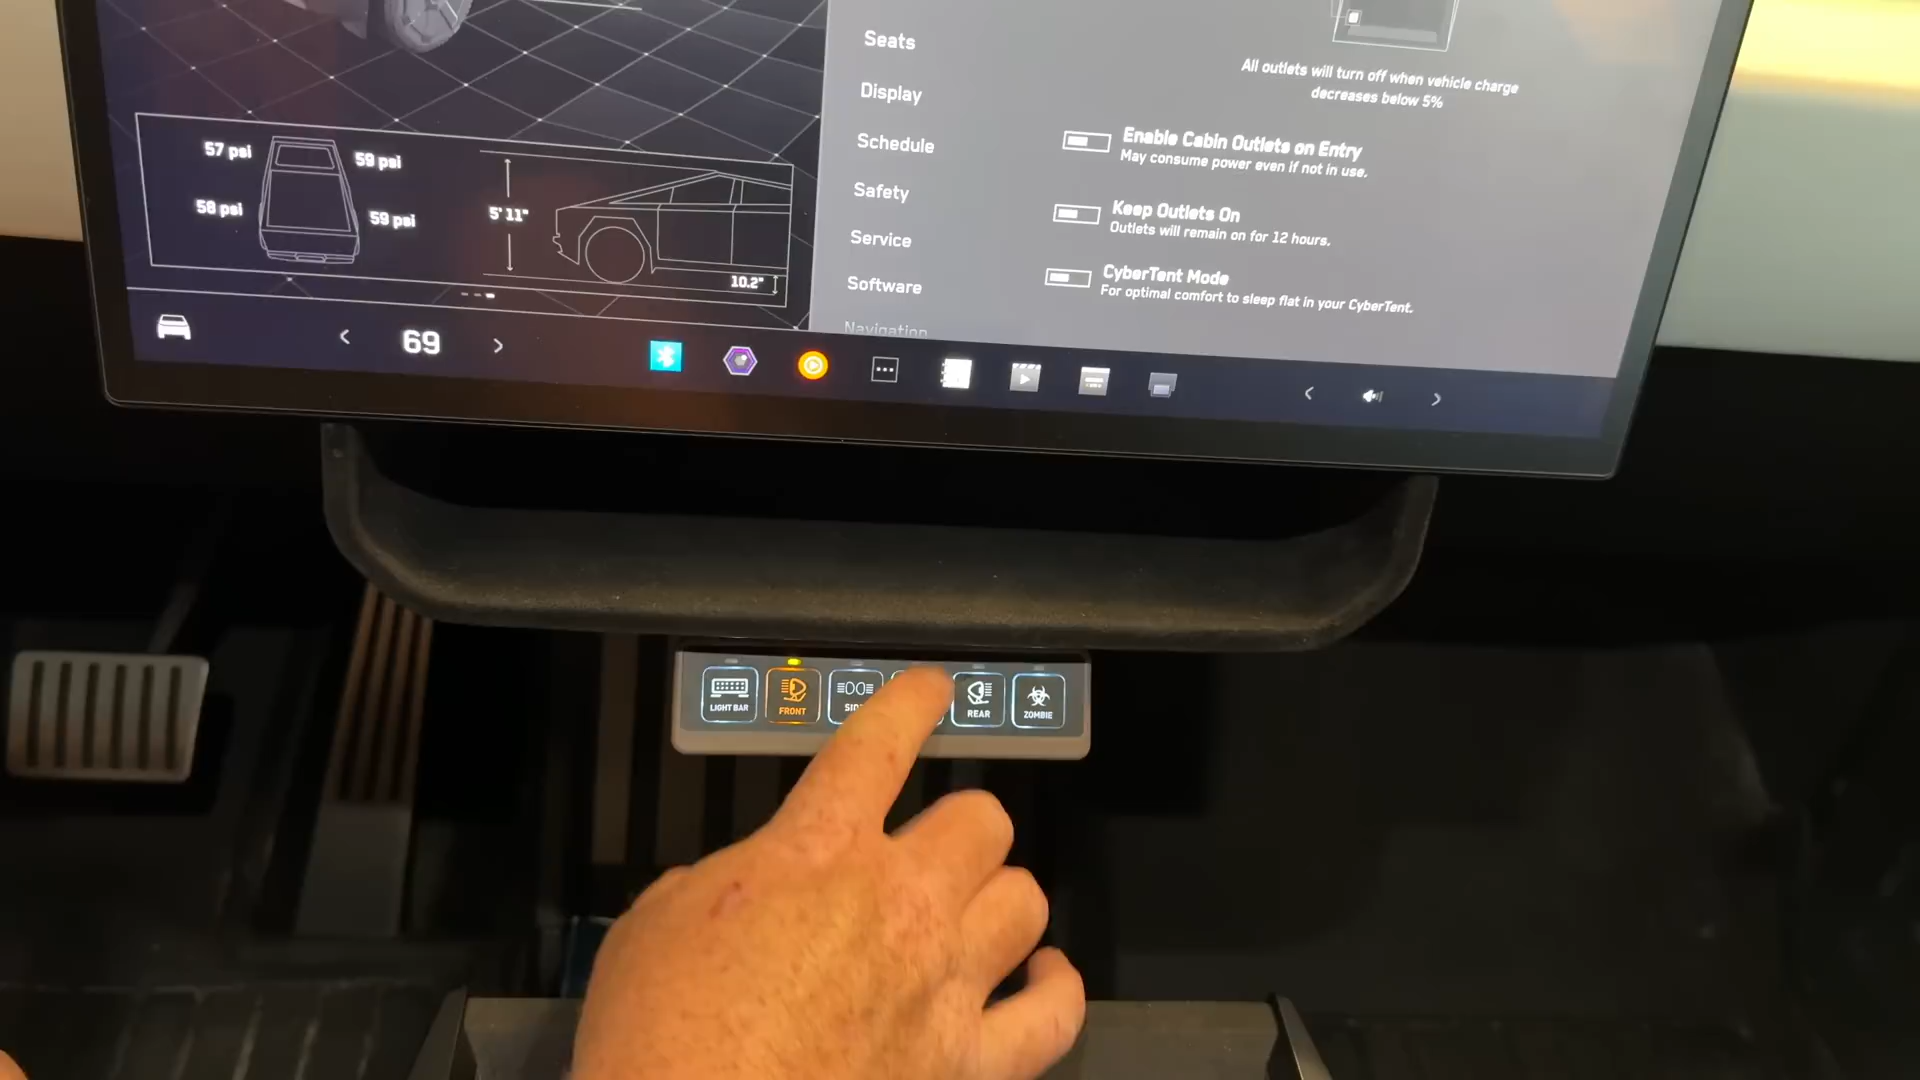 Seats
Display
Schedule
Safety
Service
Software
Navigation
All outlets will turn off when vehicle charge
decreases below 5%
Enable Cabin Outlets on Entry
May consume power even if not in use.
Keep Outlets On
Outlets will remain on for 12 hours.
CyberTent Mode
For optimal comfort to sleep flat in your CyberTent.
57 psi
59 psi
58 psi
59 psi
5' 11"
10.2"
69
LIGHT BAR
FRONT
REAR
ZOMBIE